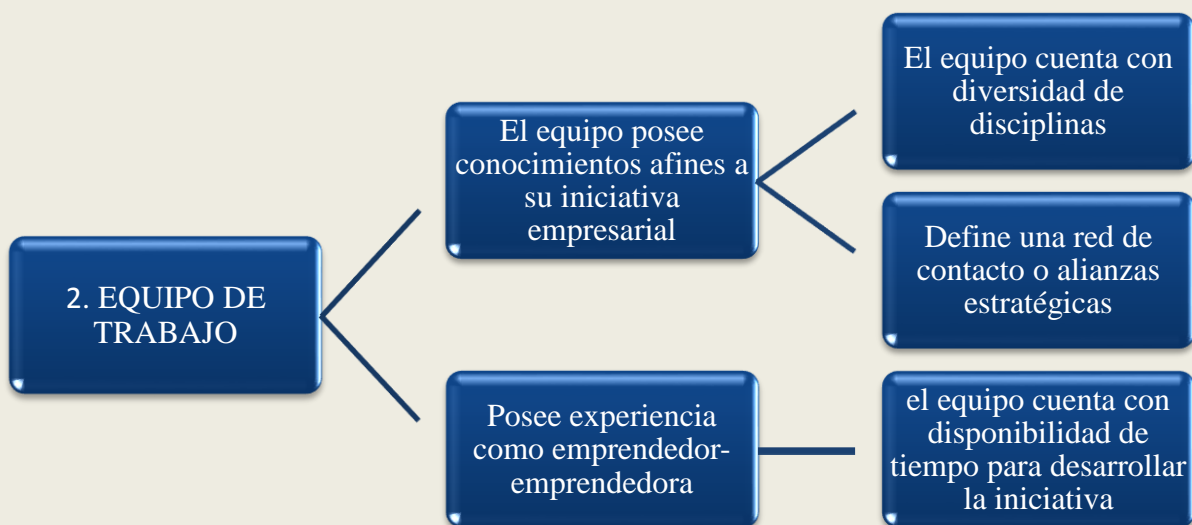 2. EQUIPO DE
TRABAJO
El equipo posee
conocimientos afines a
su iniciativa
empresarial
El equipo cuenta con
diversidad de
disciplinas
Define una red de
contacto o alianzas
estratégicas
Posee experiencia
como emprendedor-
emprendedora
el equipo cuenta con
disponibilidad de
tiempo para desarrollar
la iniciativa